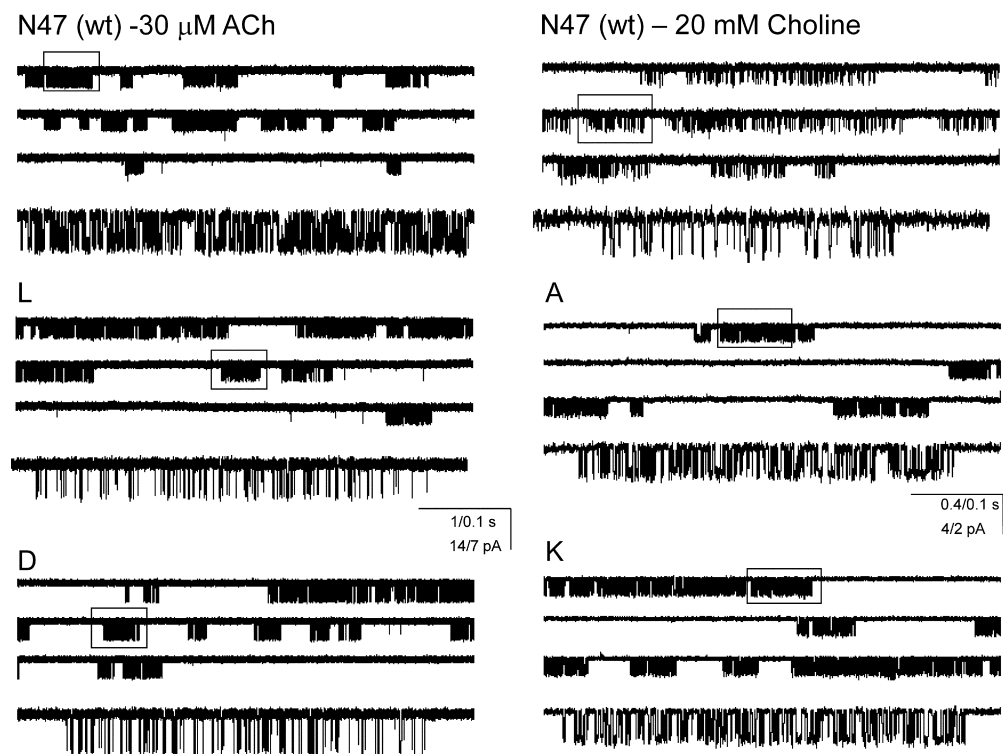 N47 (wt) -30 μM ACh
N47 (wt) – 20 mM Choline
L
A
1/0.1 s
14/7 pA
0.4/0.1 s
4/2 pA
D
K